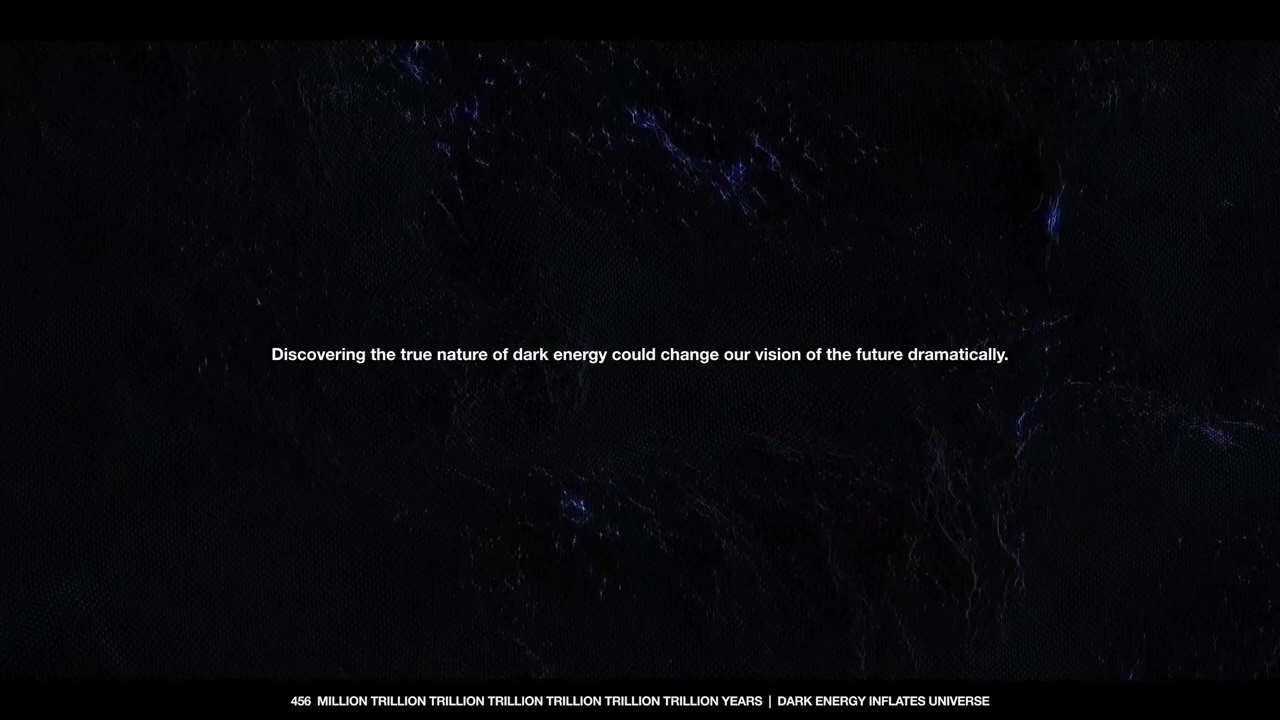 Discovering the true nature of dark energy could change our vision of the future dramatically.
456 MILLION TRILLION TRILLION TRILLION TRILLION TRILLION TRILLION YEARS | DARK ENERGY INFLATES UNIVERSE